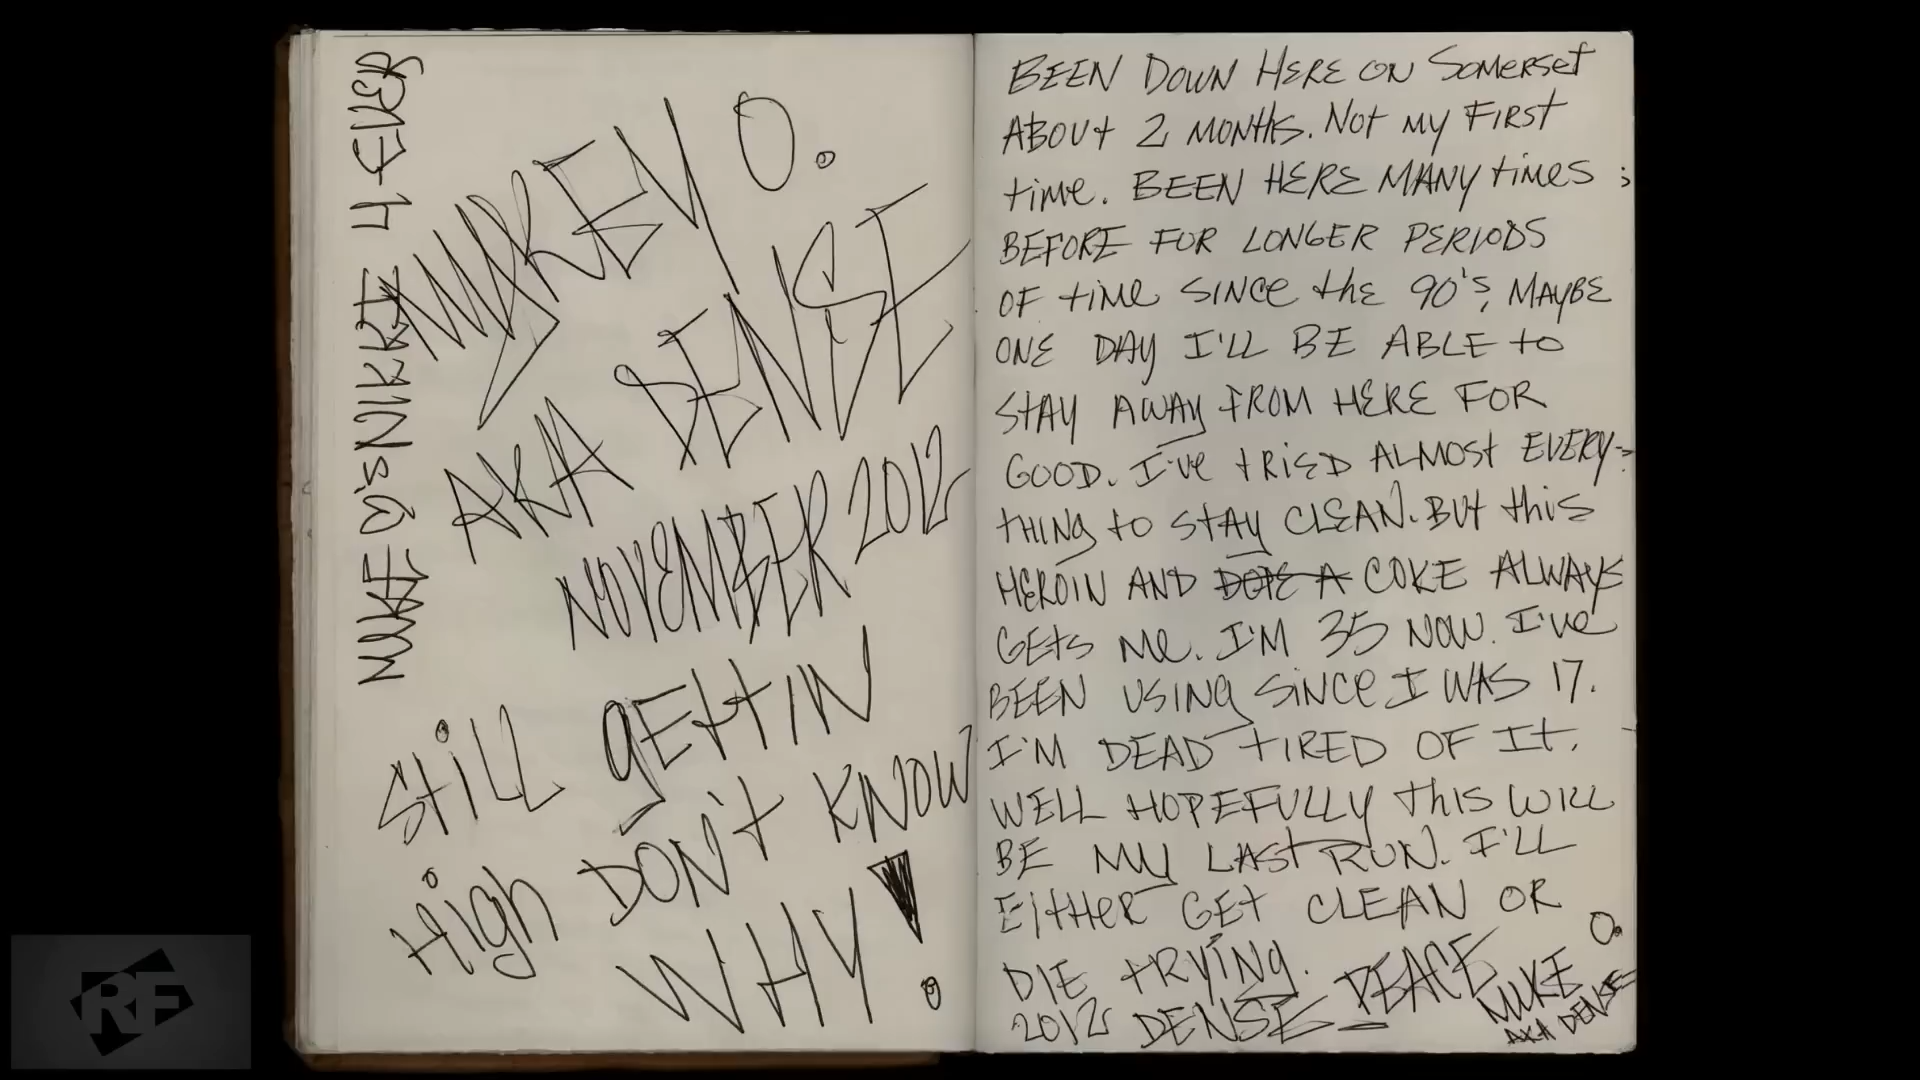 MIKE ♡'s NIKKI 4-EVER
MIKEY O.
AKA DENSE
NOVEMBER 2012
Still gettin
High DON't KNOW
WHY!
BEEN DOWN HERE ON SOMERSET
ABOUT 2 MONTHS. NOT MY FIRST
time. BEEN HERE MANY times
BEFORE FOR LONGER PERIODS
OF time SINCE the 90's, MAYBE
ONE DAY I'LL BE ABLE to
STAY AWAY FROM HERE FOR
GOOD. I've tRIED ALMOST EVERY-
tHING to STAY CLEAN. BUt this
HEROIN AND DOPE A COKE ALWAYS
GETS Me. I'M 35 NOW. I've
BEEN USING SINCE I WAS 17.
I'M DEAD TIRED OF It.
WELL HOPEFULLY tHIS WILL
BE MY LAST RUN. I'LL
EItHER GET CLEAN OR
DIE tRYING.
2012 DENSE PEACE MIKE O.
AKA DENSE
RF